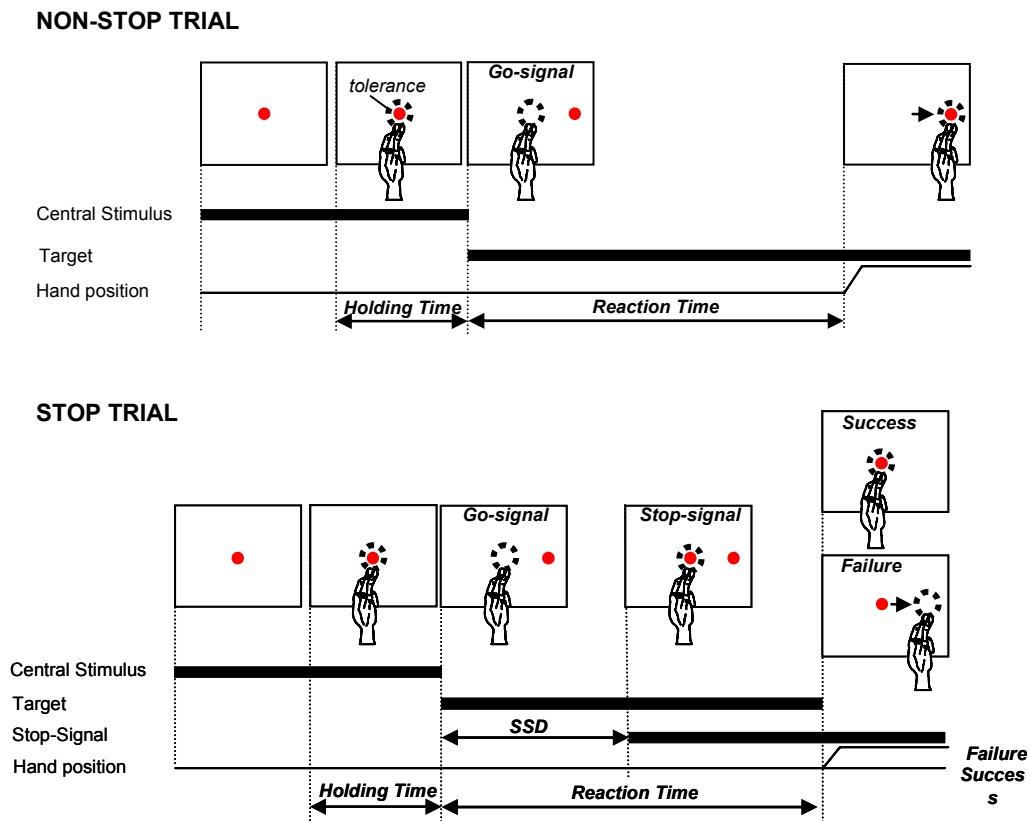 NON-STOP TRIAL
tolerance
Go-signal
Central Stimulus
Target
Hand position
Holding Time
Reaction Time
STOP TRIAL
Success
Go-signal
Stop-signal
Failure
Central Stimulus
Target
SSD
Stop-Signal
Hand position
Failure
Succes
s
Holding Time
Reaction Time